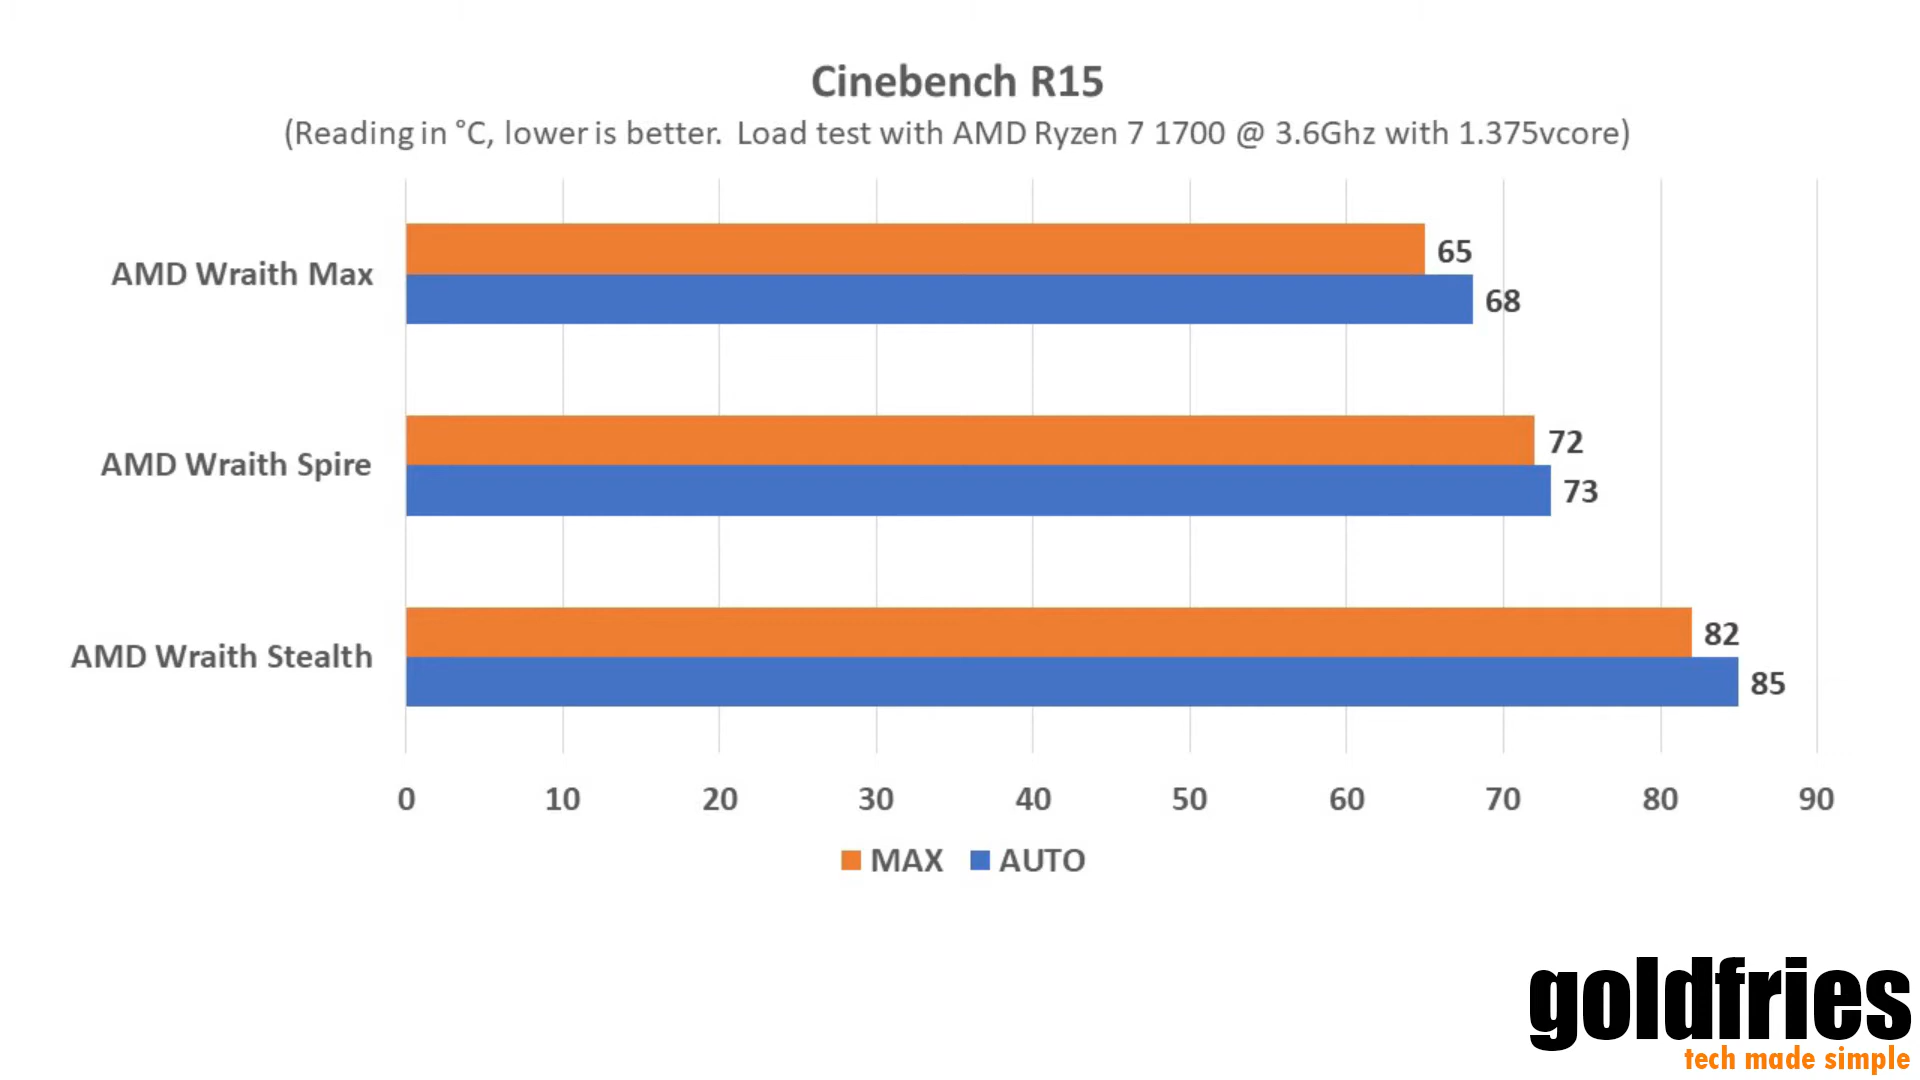 Cinebench R15
(Reading in °C, lower is better. Load test with AMD Ryzen 7 1700 @ 3.6Ghz with 1.375vcore)
AMD Wraith Max
65
68
AMD Wraith Spire
72
73
AMD Wraith Stealth
82
85
0 10 20 30 40 50 60 70 80 90
MAX AUTO
goldfries
tech made simple